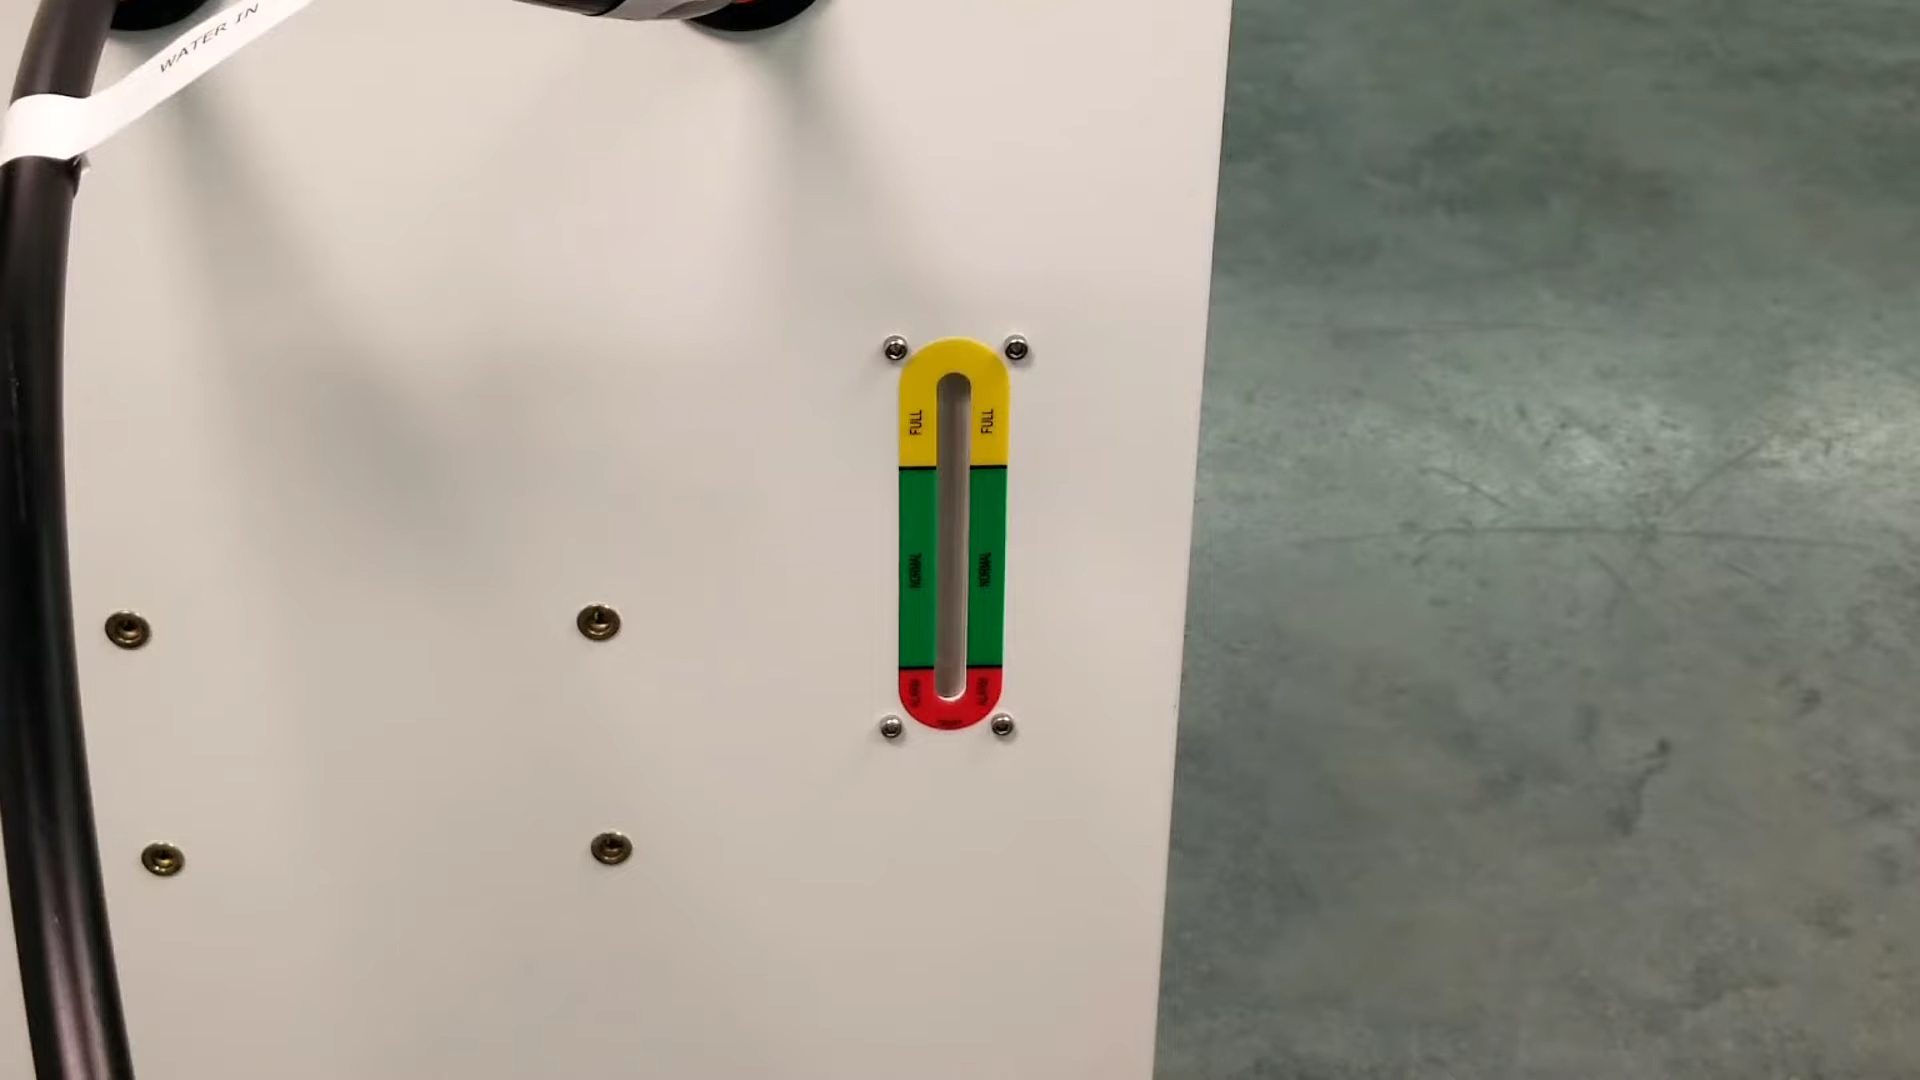 WATER IN
FULL
FULL
NORMAL
NORMAL
ALARM
ALARM